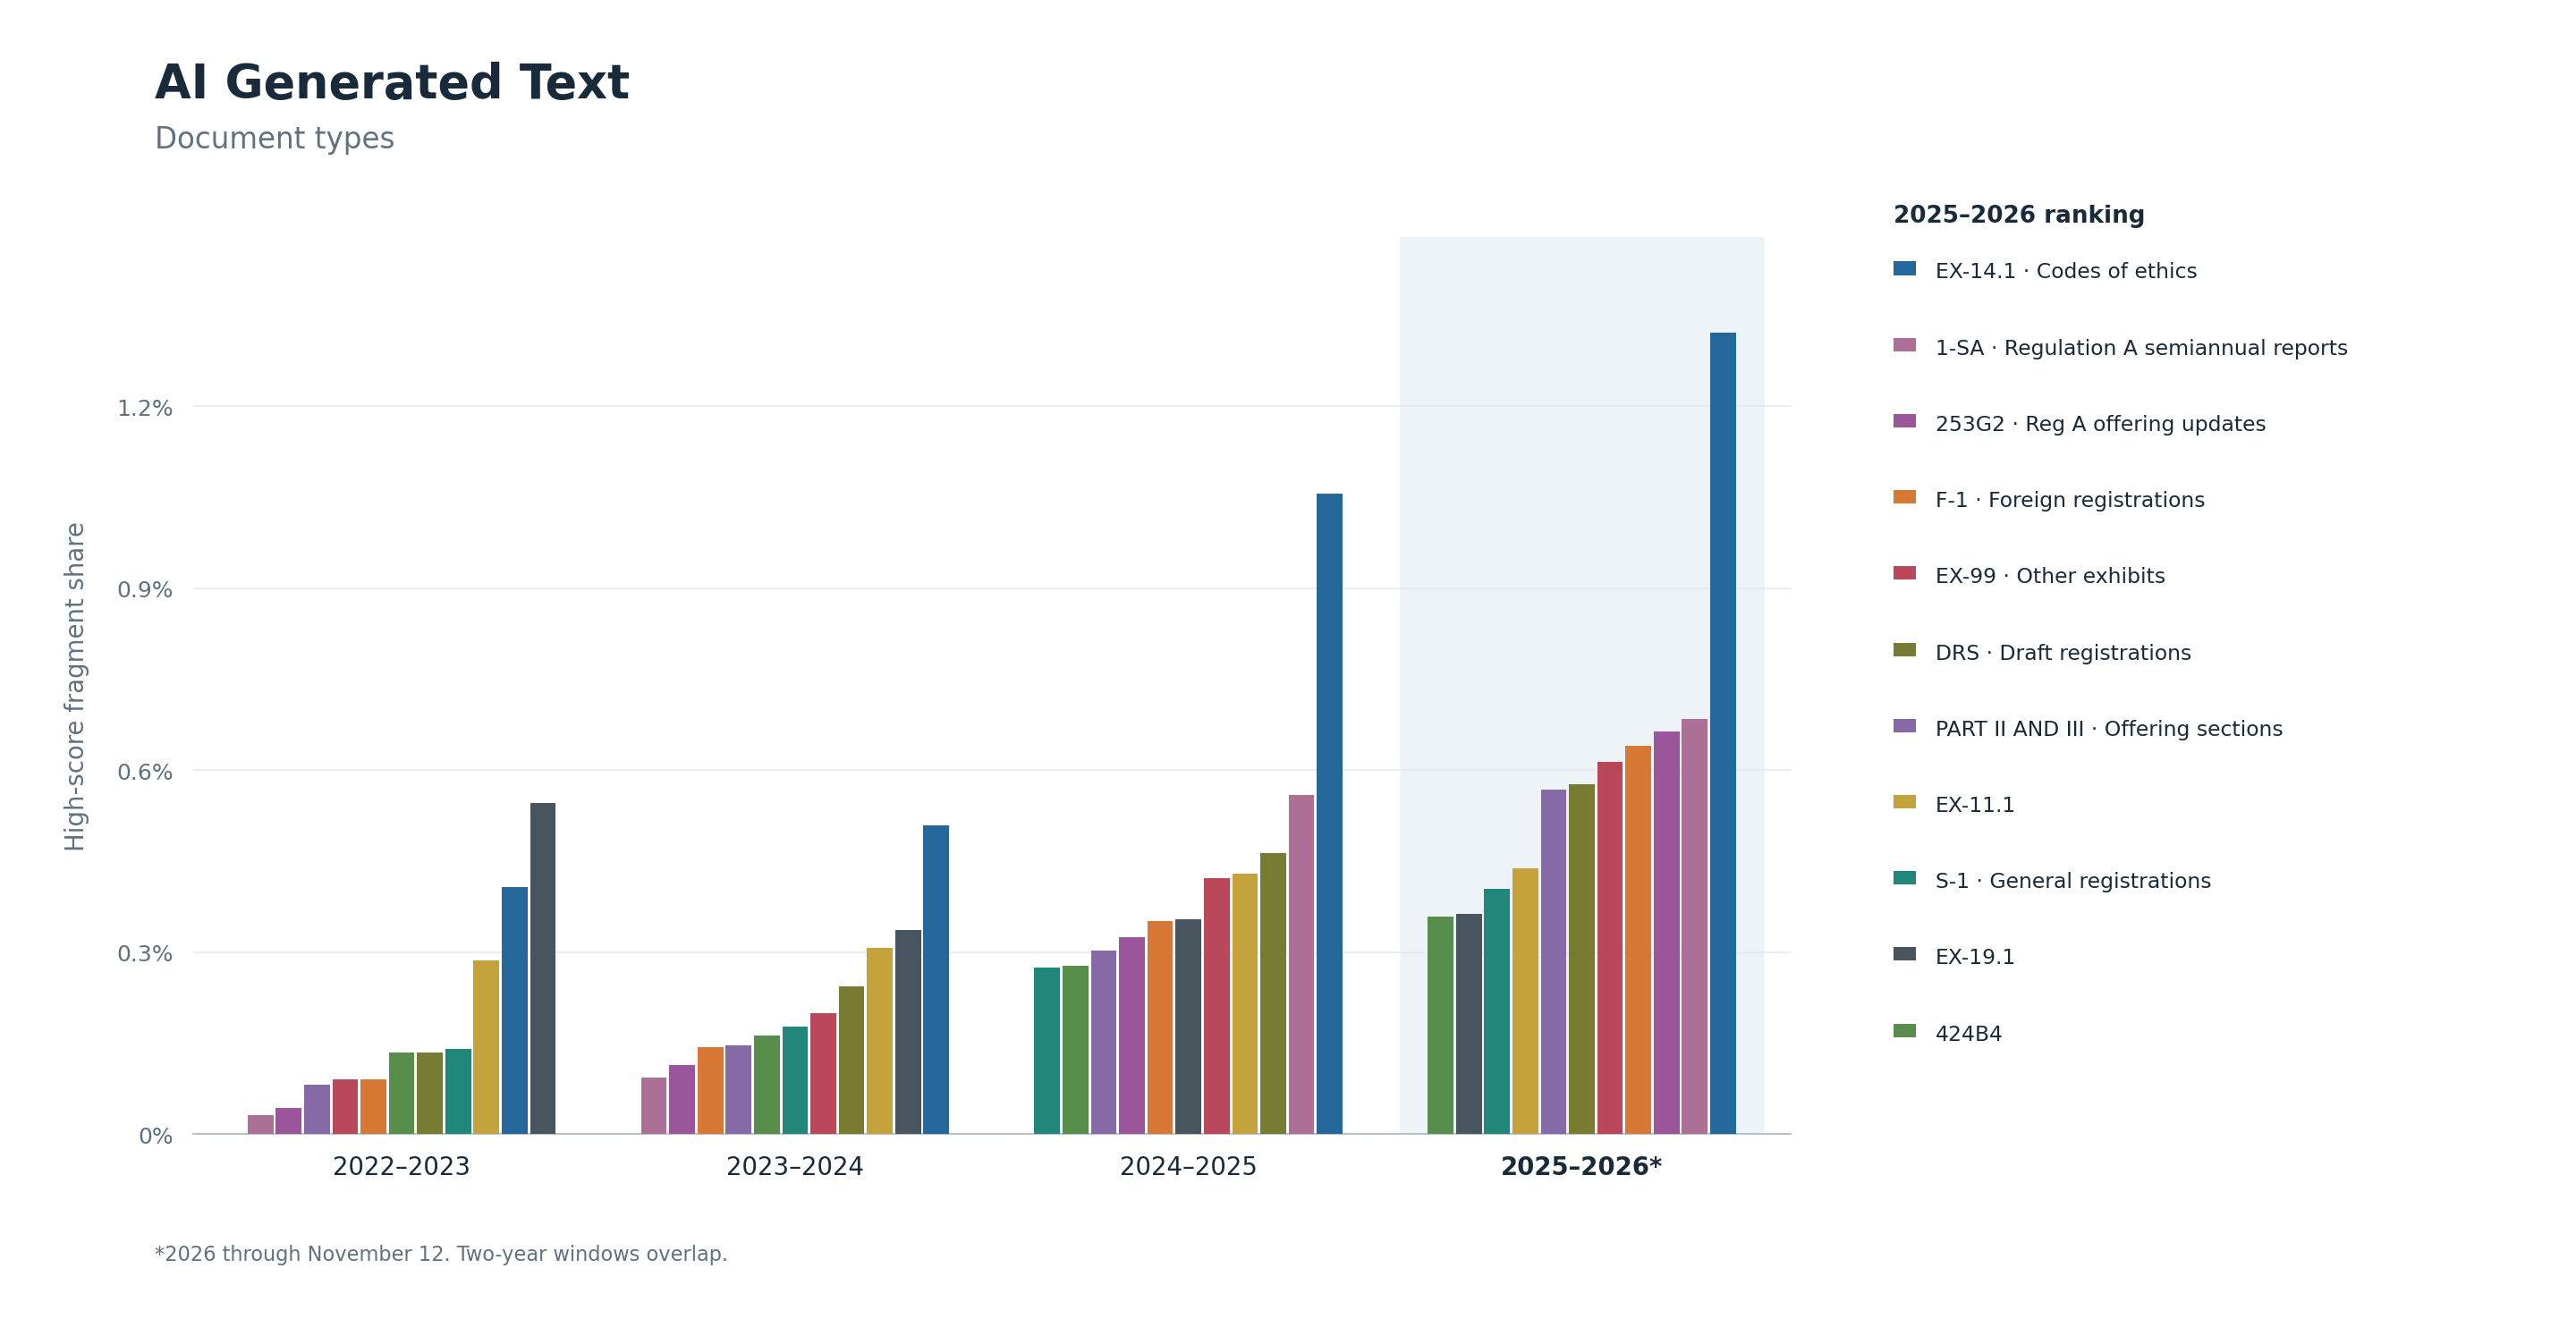 AI Generated Text
Document types
High-score fragment share
1.2%
0.9%
0.6%
0.3%
0%
2022–2023
2023–2024
2024–2025
2025–2026*
2025–2026 ranking
EX-14.1 · Codes of ethics
1-SA · Regulation A semiannual reports
253G2 · Reg A offering updates
F-1 · Foreign registrations
EX-99 · Other exhibits
DRS · Draft registrations
PART II AND III · Offering sections
EX-11.1
S-1 · General registrations
EX-19.1
424B4
*2026 through November 12. Two-year windows overlap.